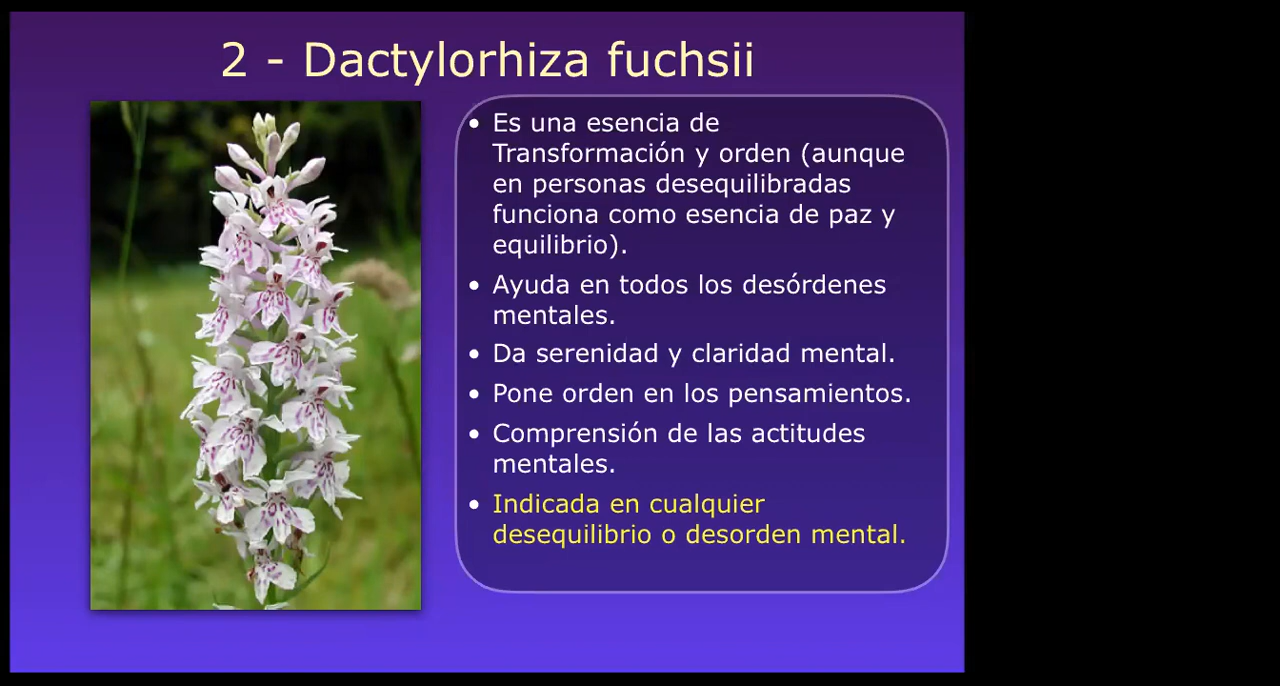 2 - Dactylorhiza fuchsii
• Es una esencia de
Transformación y orden (aunque
en personas desequilibradas
funciona como esencia de paz y
equilibrio).
• Ayuda en todos los desórdenes
mentales.
• Da serenidad y claridad mental.
• Pone orden en los pensamientos.
• Comprensión de las actitudes
mentales.
• Indicada en cualquier
desequilibrio o desorden mental.